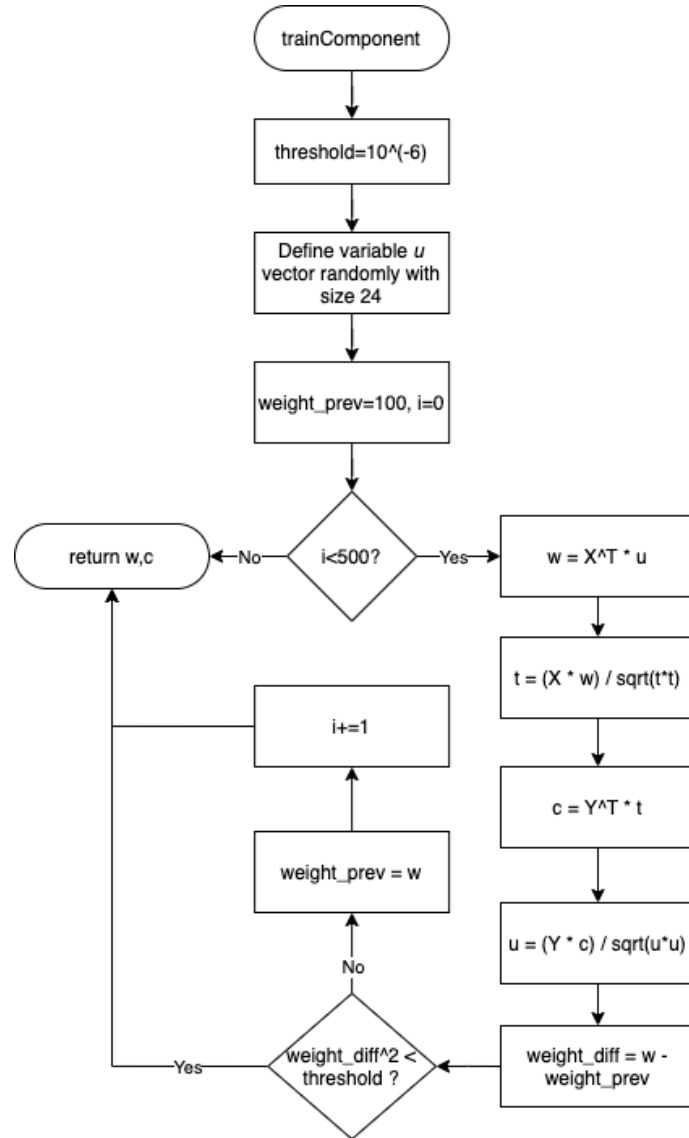 trainComponent
threshold=10^(-6)
Define variable u
vector randomly with
size 24
weight_prev=100, i=0
i<500?
No
return w,c
Yes
w = X^T * u
t = (X * w) / sqrt(t*t)
c = Y^T * t
u = (Y * c) / sqrt(u*u)
weight_diff = w -
weight_prev
weight_diff^2 <
threshold ?
Yes
No
weight_prev = w
i+=1